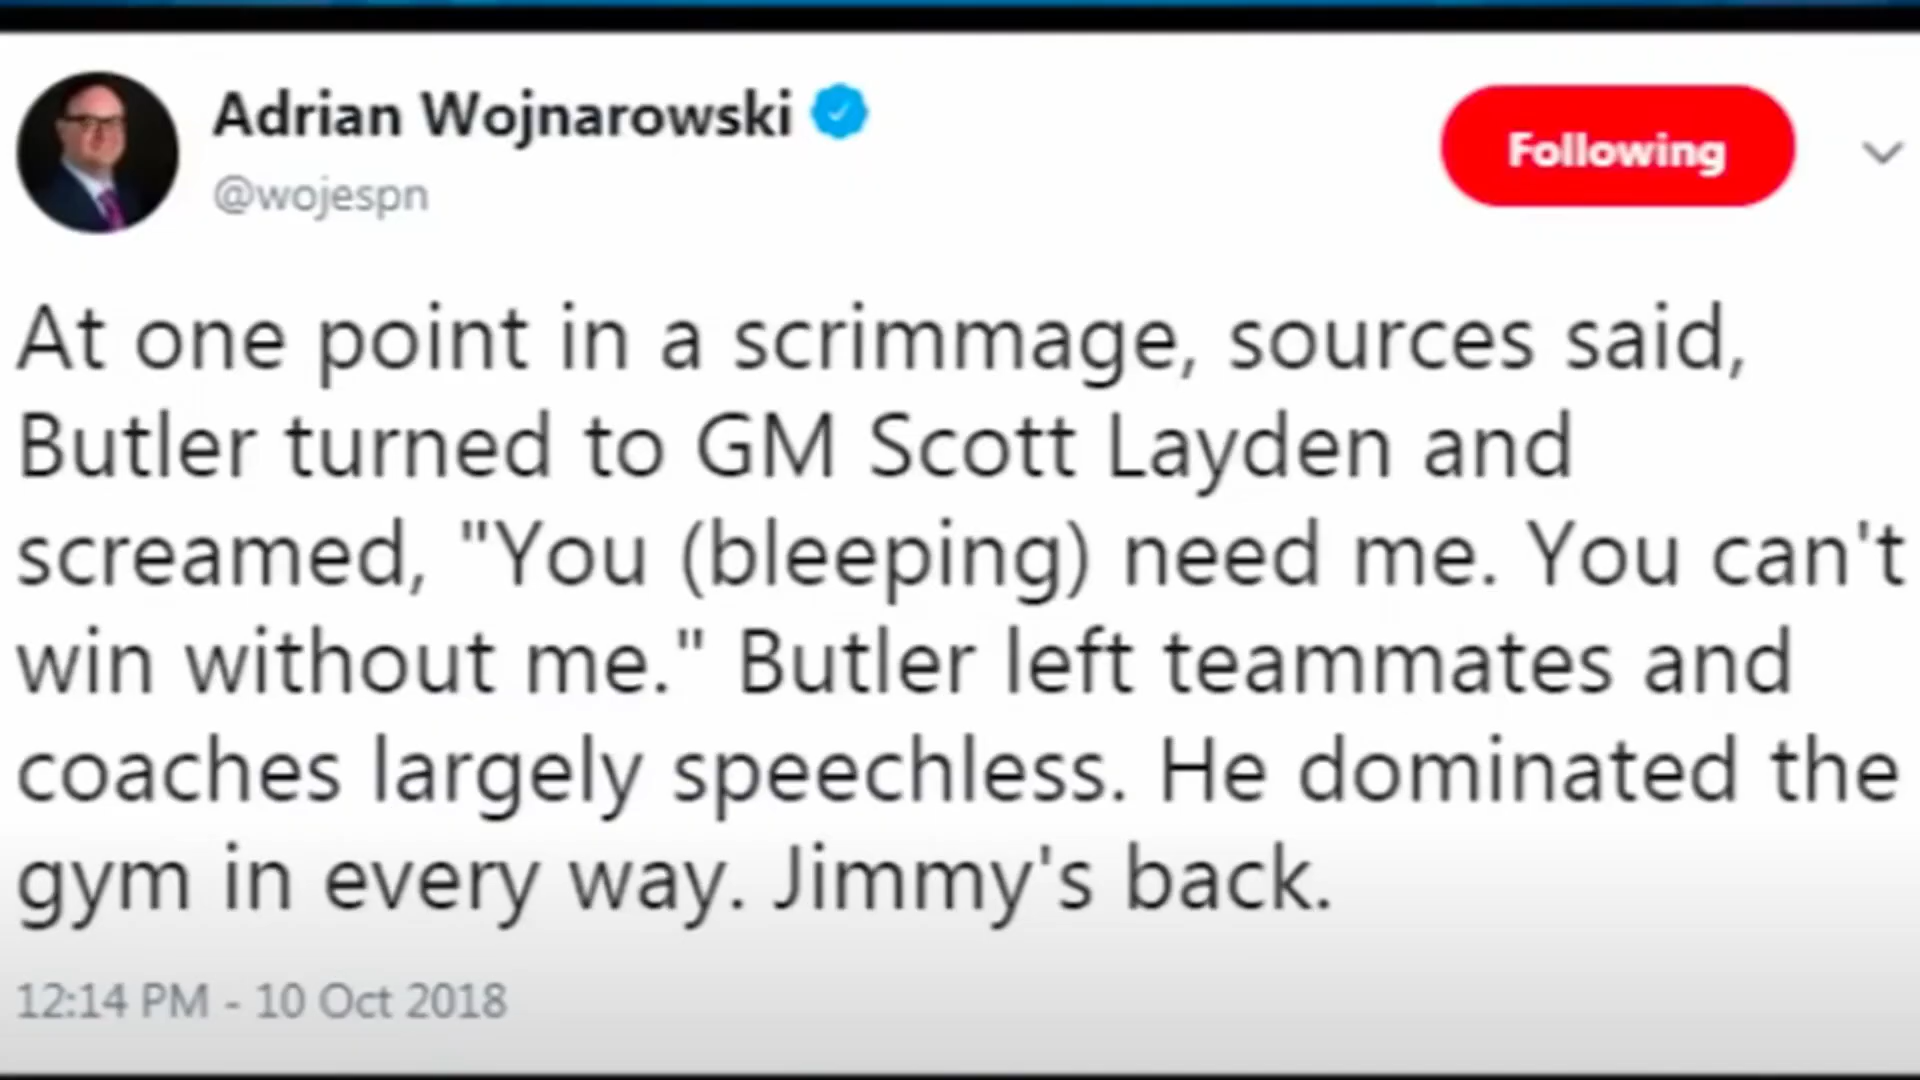 Adrian Wojnarowski
@wojespn
Following
At one point in a scrimmage, sources said,
Butler turned to GM Scott Layden and
screamed, "You (bleeping) need me. You can't
win without me." Butler left teammates and
coaches largely speechless. He dominated the
gym in every way. Jimmy's back.
12:14 PM - 10 Oct 2018